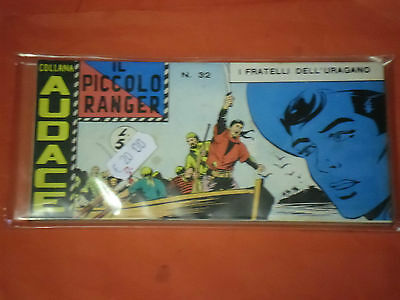 COLLANA
AUDACE
IL
PICCOLO
RANGER
N. 32
I FRATELLI DELL'URAGANO
L.
5
20,00